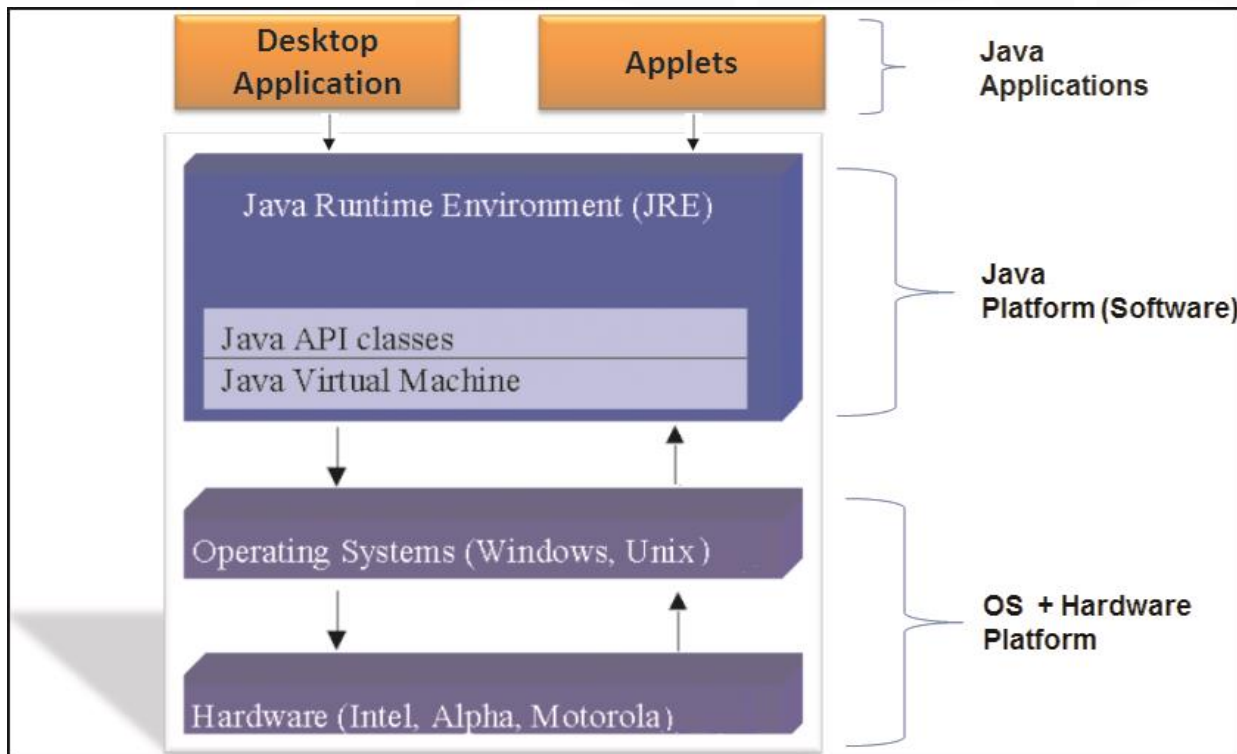 Desktop
Application
Applets
Java
Applications
Java Runtime Environment (JRE)
Java API classes
Java Virtual Machine
Java
Platform (Software)
Operating Systems (Windows, Unix)
OS + Hardware
Platform
Hardware (Intel, Alpha, Motorola)